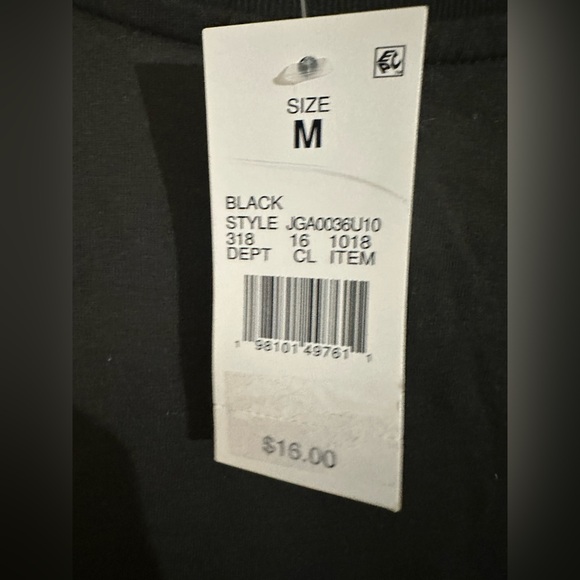 SIZE
M
BLACK
STYLE JGA0036U10
318 16 1018
DEPT CL ITEM
1 98101 49761 1
$16.00